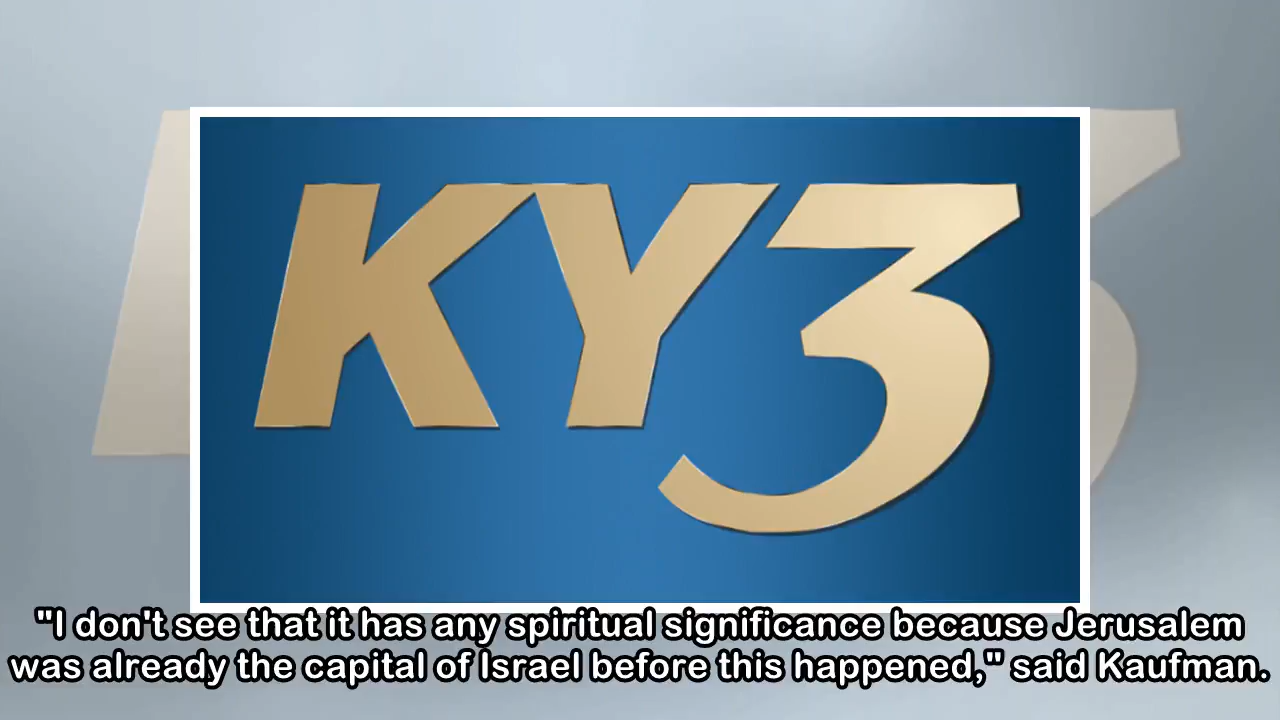 KY3
"I don't see that it has any spiritual significance because Jerusalem
was already the capital of Israel before this happened," said Kaufman.